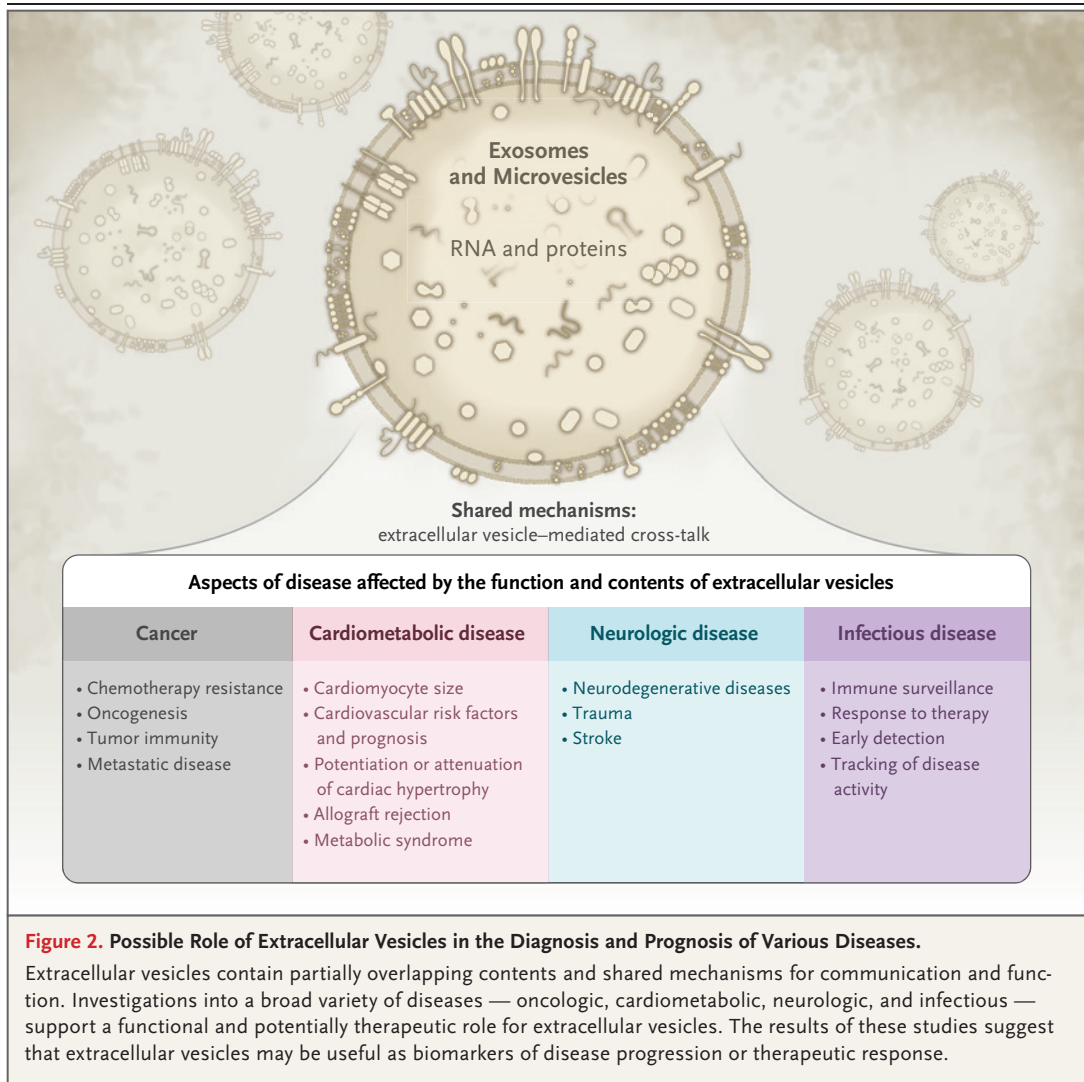 Exosomes
and Microvesicles
RNA and proteins
Shared mechanisms:
extracellular vesicle–mediated cross-talk
Aspects of disease affected by the function and contents of extracellular vesicles
Cancer
• Chemotherapy resistance
• Oncogenesis
• Tumor immunity
• Metastatic disease
Cardiometabolic disease
• Cardiomyocyte size
• Cardiovascular risk factors
and prognosis
• Potentiation or attenuation
of cardiac hypertrophy
• Allograft rejection
• Metabolic syndrome
Neurologic disease
• Neurodegenerative diseases
• Trauma
• Stroke
Infectious disease
• Immune surveillance
• Response to therapy
• Early detection
• Tracking of disease
activity
Figure 2. Possible Role of Extracellular Vesicles in the Diagnosis and Prognosis of Various Diseases.
Extracellular vesicles contain partially overlapping contents and shared mechanisms for communication and func-
tion. Investigations into a broad variety of diseases — oncologic, cardiometabolic, neurologic, and infectious —
support a functional and potentially therapeutic role for extracellular vesicles. The results of these studies suggest
that extracellular vesicles may be useful as biomarkers of disease progression or therapeutic response.